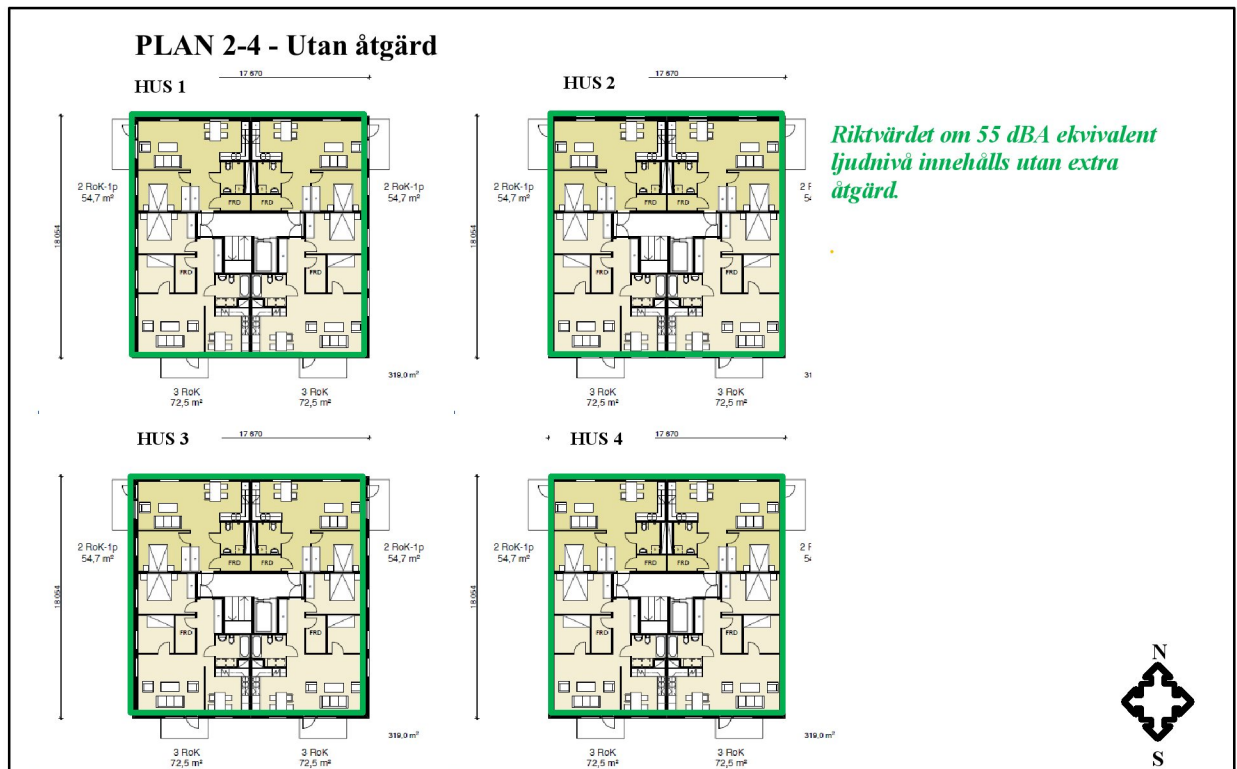 PLAN 2-4 - Utan åtgärd
HUS 1
17 670
HUS 2
17 670
Riktvärdet om 55 dBA ekvivalent
ljudnivå innehålls utan extra
åtgärd.
2 RoK-1p
54,7 m²
2 RoK-1p
54,7 m²
2 RoK-1p
54,7 m²
18 054
18 054
FRD FRD
FRD FRD
FRD FRD
FRD FRD
319,0 m²
3 RoK
72,5 m²
3 RoK
72,5 m²
3 RoK
72,5 m²
3 RoK
72,5 m²
HUS 3
17 670
HUS 4
17 670
2 RoK-1p
54,7 m²
2 RoK-1p
54,7 m²
2 RoK-1p
54,7 m²
18 054
18 054
FRD FRD
FRD FRD
FRD FRD
FRD FRD
319,0 m²
319,0 m²
3 RoK
72,5 m²
3 RoK
72,5 m²
3 RoK
72,5 m²
3 RoK
72,5 m²
N
S